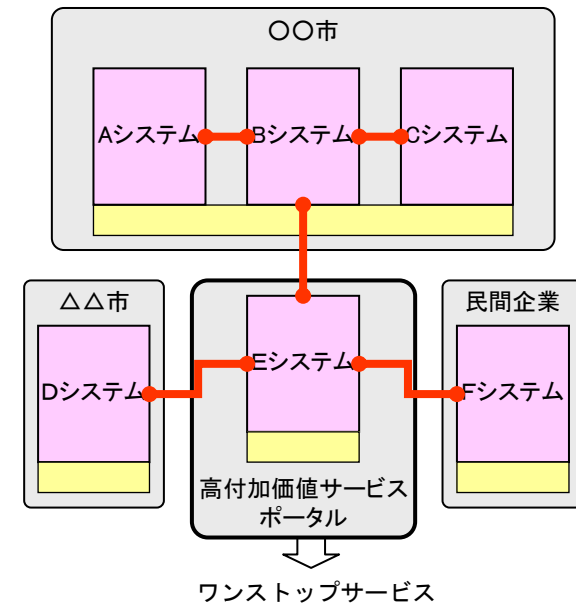 〇〇市
Aシステム
Bシステム
Cシステム
△△市
民間企業
Dシステム
Eシステム
Fシステム
高付加価値サービス
ポータル
ワンストップサービス